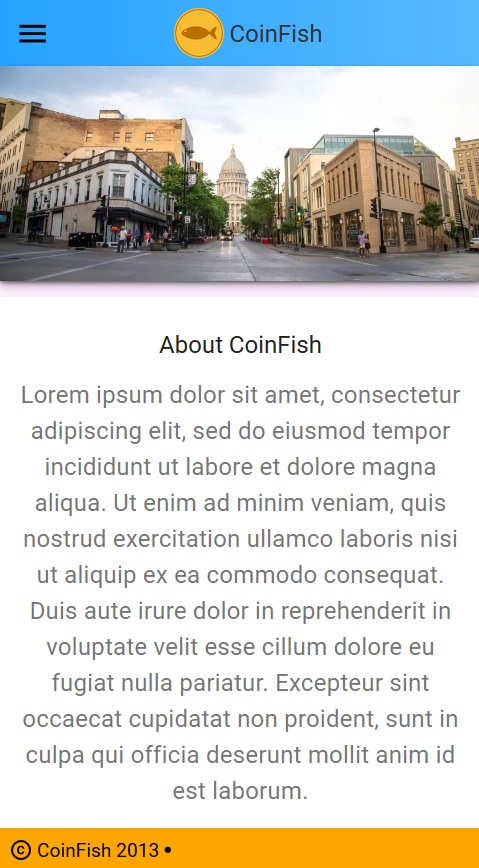 CoinFish
About CoinFish
Lorem ipsum dolor sit amet, consectetur
adipiscing elit, sed do eiusmod tempor
incididunt ut labore et dolore magna
aliqua. Ut enim ad minim veniam, quis
nostrud exercitation ullamco laboris nisi
ut aliquip ex ea commodo consequat.
Duis aute irure dolor in reprehenderit in
voluptate velit esse cillum dolore eu
fugiat nulla pariatur. Excepteur sint
occaecat cupidatat non proident, sunt in
culpa qui officia deserunt mollit anim id
est laborum.
© CoinFish 2013 •